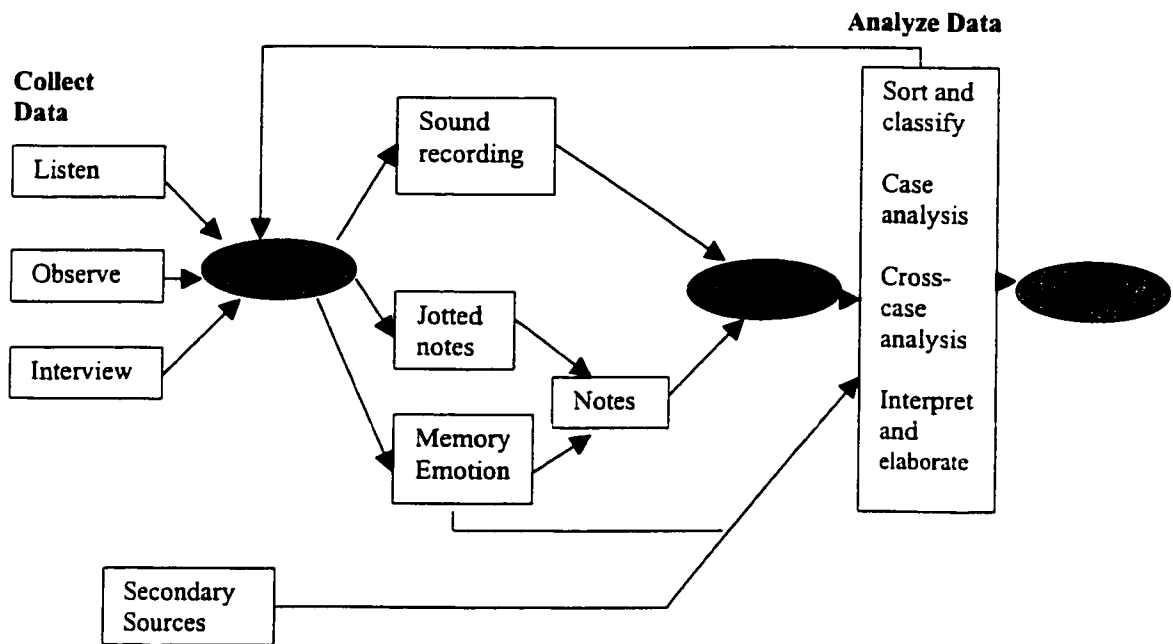 Analyze Data
Collect
Data
Listen
Observe
Interview
Sound
recording
Jotted
notes
Memory
Emotion
Notes
Secondary
Sources
Sort and
classify
Case
analysis
Cross-
case
analysis
Interpret
and
elaborate